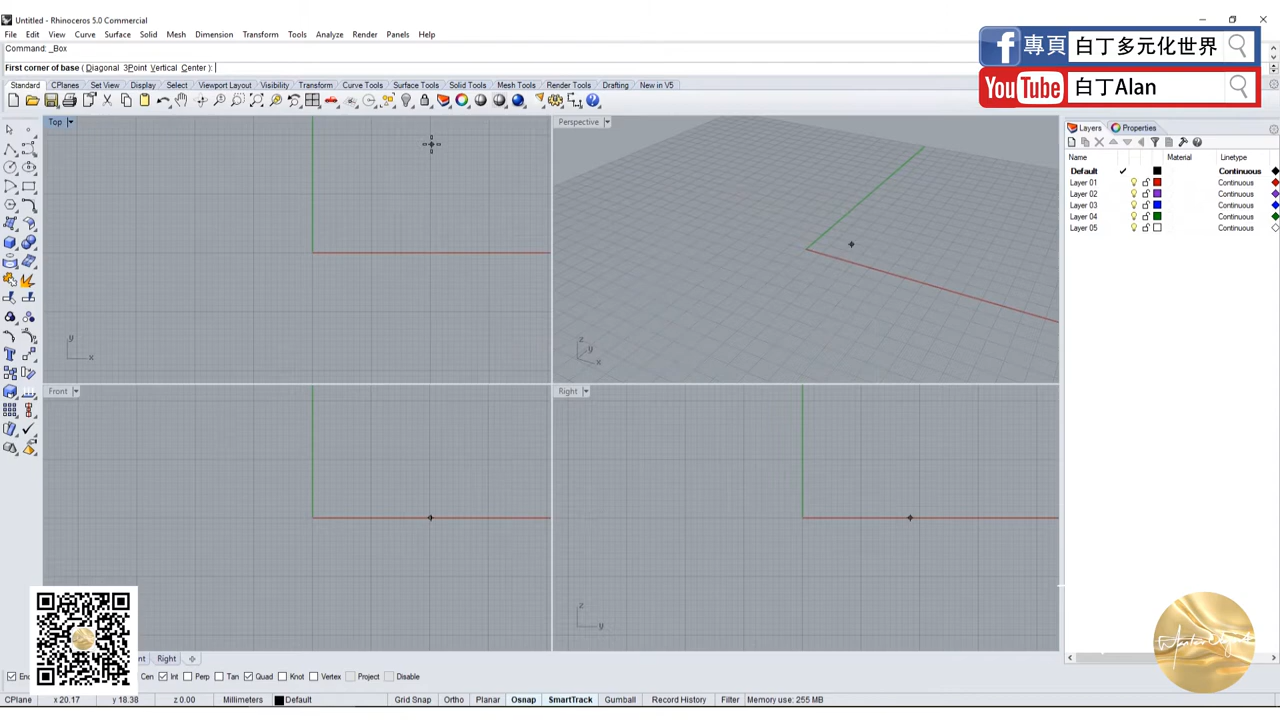 Untitled - Rhinoceros 5.0 Commercial
File Edit View Curve Surface Solid Mesh Dimension Transform Tools Analyze Render Panels Help
Command: _Box
First corner of base ( Diagonal 3Point Vertical Center ):
專頁 白丁多元化世界
YouTube 白丁Alan
Standard CPlanes Set View Display Select Viewport Layout Visibility Transform Curve Tools Surface Tools Solid Tools Mesh Tools Render Tools Drafting New in V5
Top
Perspective
Layers Properties
Name Material Linetype
Default Continuous
Layer 01 Continuous
Layer 02 Continuous
Layer 03 Continuous
Layer 04 Continuous
Layer 05 Continuous
y
x
z
y
x
Front
Right
z
y
Right
Cen Int Perp Tan Quad Knot Vertex Project Disable
CPlane x 20.17 y 18.38 z 0.00 Millimeters Default Grid Snap Ortho Planar Osnap SmartTrack Gumball Record History Filter Memory use: 255 MB